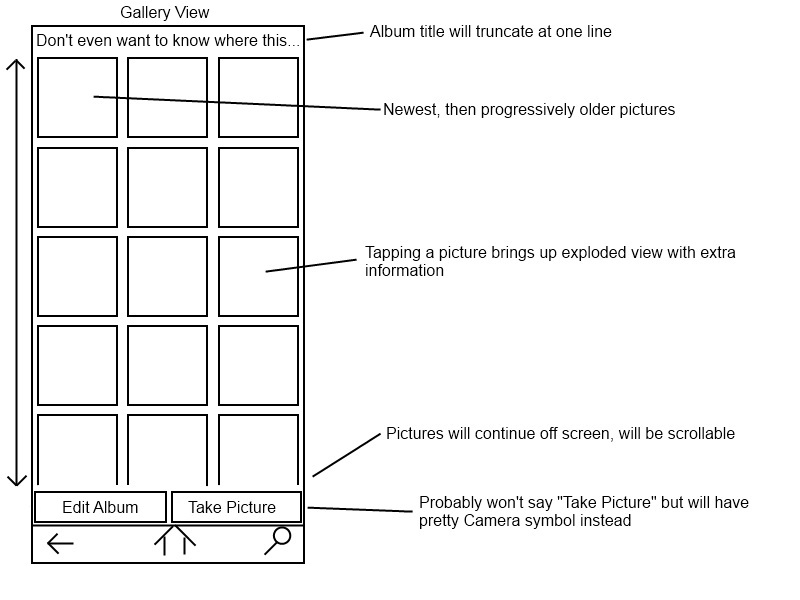 Gallery View
Don't even want to know where this...
Album title will truncate at one line
Newest, then progressively older pictures
Tapping a picture brings up exploded view with extra
information
Pictures will continue off screen, will be scrollable
Edit Album
Take Picture
Probably won't say "Take Picture" but will have
pretty Camera symbol instead